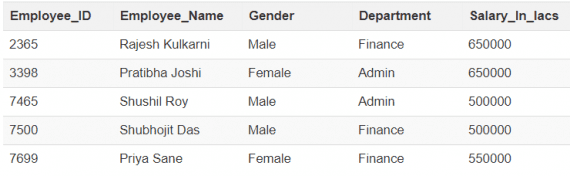 Employee_ID Employee_Name Gender Department Salary_In_lacs
2365 Rajesh Kulkarni Male Finance 650000
3398 Pratibha Joshi Female Admin 650000
7465 Shushil Roy Male Admin 500000
7500 Shubhojit Das Male Finance 500000
7699 Priya Sane Female Finance 550000